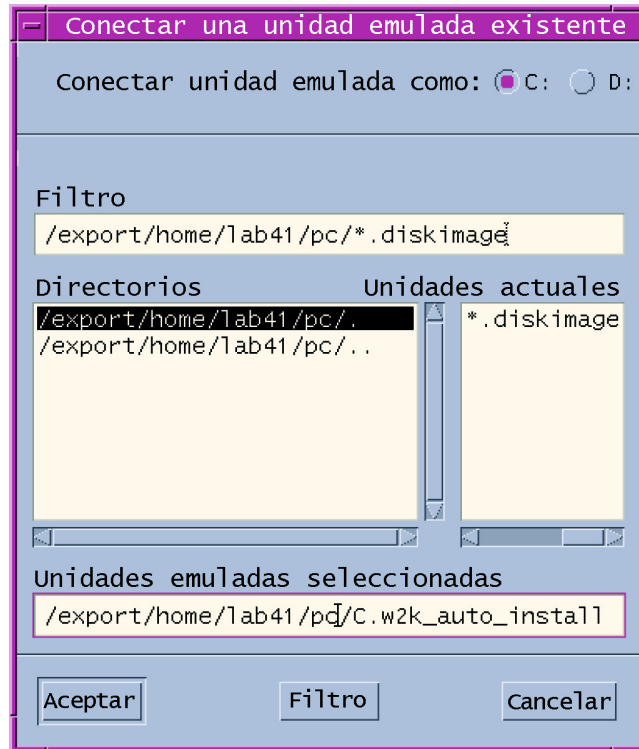 Conectar una unidad emulada existente
Conectar unidad emulada como: C: D:
Filtro
/export/home/lab41/pc/*.diskimage
Directorios Unidades actuales
/export/home/lab41/pc/. *.diskimage
/export/home/lab41/pc/..
Unidades emuladas seleccionadas
/export/home/lab41/pc/C.w2k_auto_install
Aceptar Filtro Cancelar